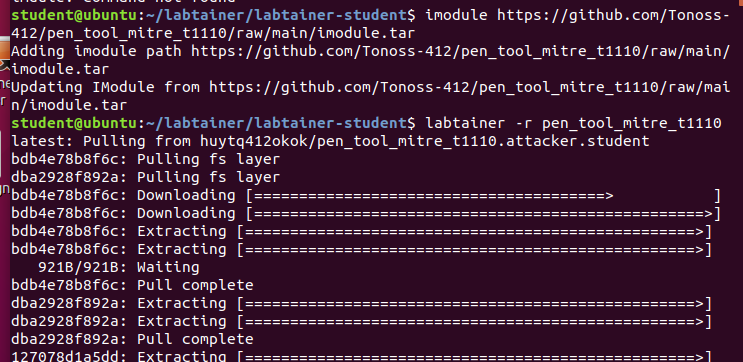 student@ubuntu:~/labtainer/labtainer-student$ imodule https://github.com/Tonoss-
412/pen_tool_mitre_t1110/raw/main/imodule.tar
Adding imodule path https://github.com/Tonoss-412/pen_tool_mitre_t1110/raw/main/
imodule.tar
Updating IModule from https://github.com/Tonoss-412/pen_tool_mitre_t1110/raw/mai
n/imodule.tar
student@ubuntu:~/labtainer/labtainer-student$ labtainer -r pen_tool_mitre_t1110
latest: Pulling from huytq412okok/pen_tool_mitre_t1110.attacker.student
bdb4e78b8f6c: Pulling fs layer
dba2928f892a: Pulling fs layer
bdb4e78b8f6c: Downloading [=======================================>           ]
bdb4e78b8f6c: Downloading [==================================================>]
bdb4e78b8f6c: Extracting [==================================================>]
bdb4e78b8f6c: Extracting [==================================================>]
   921B/921B: Waiting
bdb4e78b8f6c: Pull complete
dba2928f892a: Extracting [==================================================>]
dba2928f892a: Extracting [==================================================>]
dba2928f892a: Pull complete
127078d1a5dd: Extracting [==================================================>]